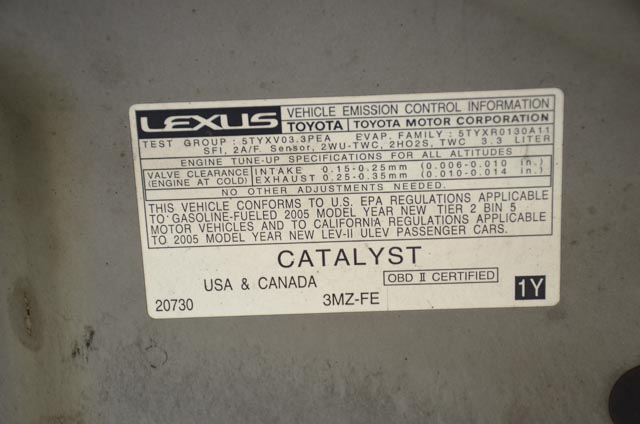 LEXUS VEHICLE EMISSION CONTROL INFORMATION
TOYOTA TOYOTA MOTOR CORPORATION
TEST GROUP : 5TYXV03.3PEA EVAP. FAMILY : 5TYXR0130A11
SFI, 2A/F. Sensor, 2WU-TWC, 2HO2S, TWC 3.3 LITER
ENGINE TUNE-UP SPECIFICATIONS FOR ALL ALTITUDES
VALVE CLEARANCE INTAKE 0.15-0.25mm (0.006-0.010 in.)
(ENGINE AT COLD) EXHAUST 0.25-0.35mm (0.010-0.014 in.)
NO OTHER ADJUSTMENTS NEEDED.
THIS VEHICLE CONFORMS TO U.S. EPA REGULATIONS APPLICABLE
TO GASOLINE-FUELED 2005 MODEL YEAR NEW TIER 2 BIN 5
MOTOR VEHICLES AND TO CALIFORNIA REGULATIONS APPLICABLE
TO 2005 MODEL YEAR NEW LEV-II ULEV PASSENGER CARS.
CATALYST
USA & CANADA OBD II CERTIFIED
20730 3MZ-FE 1Y